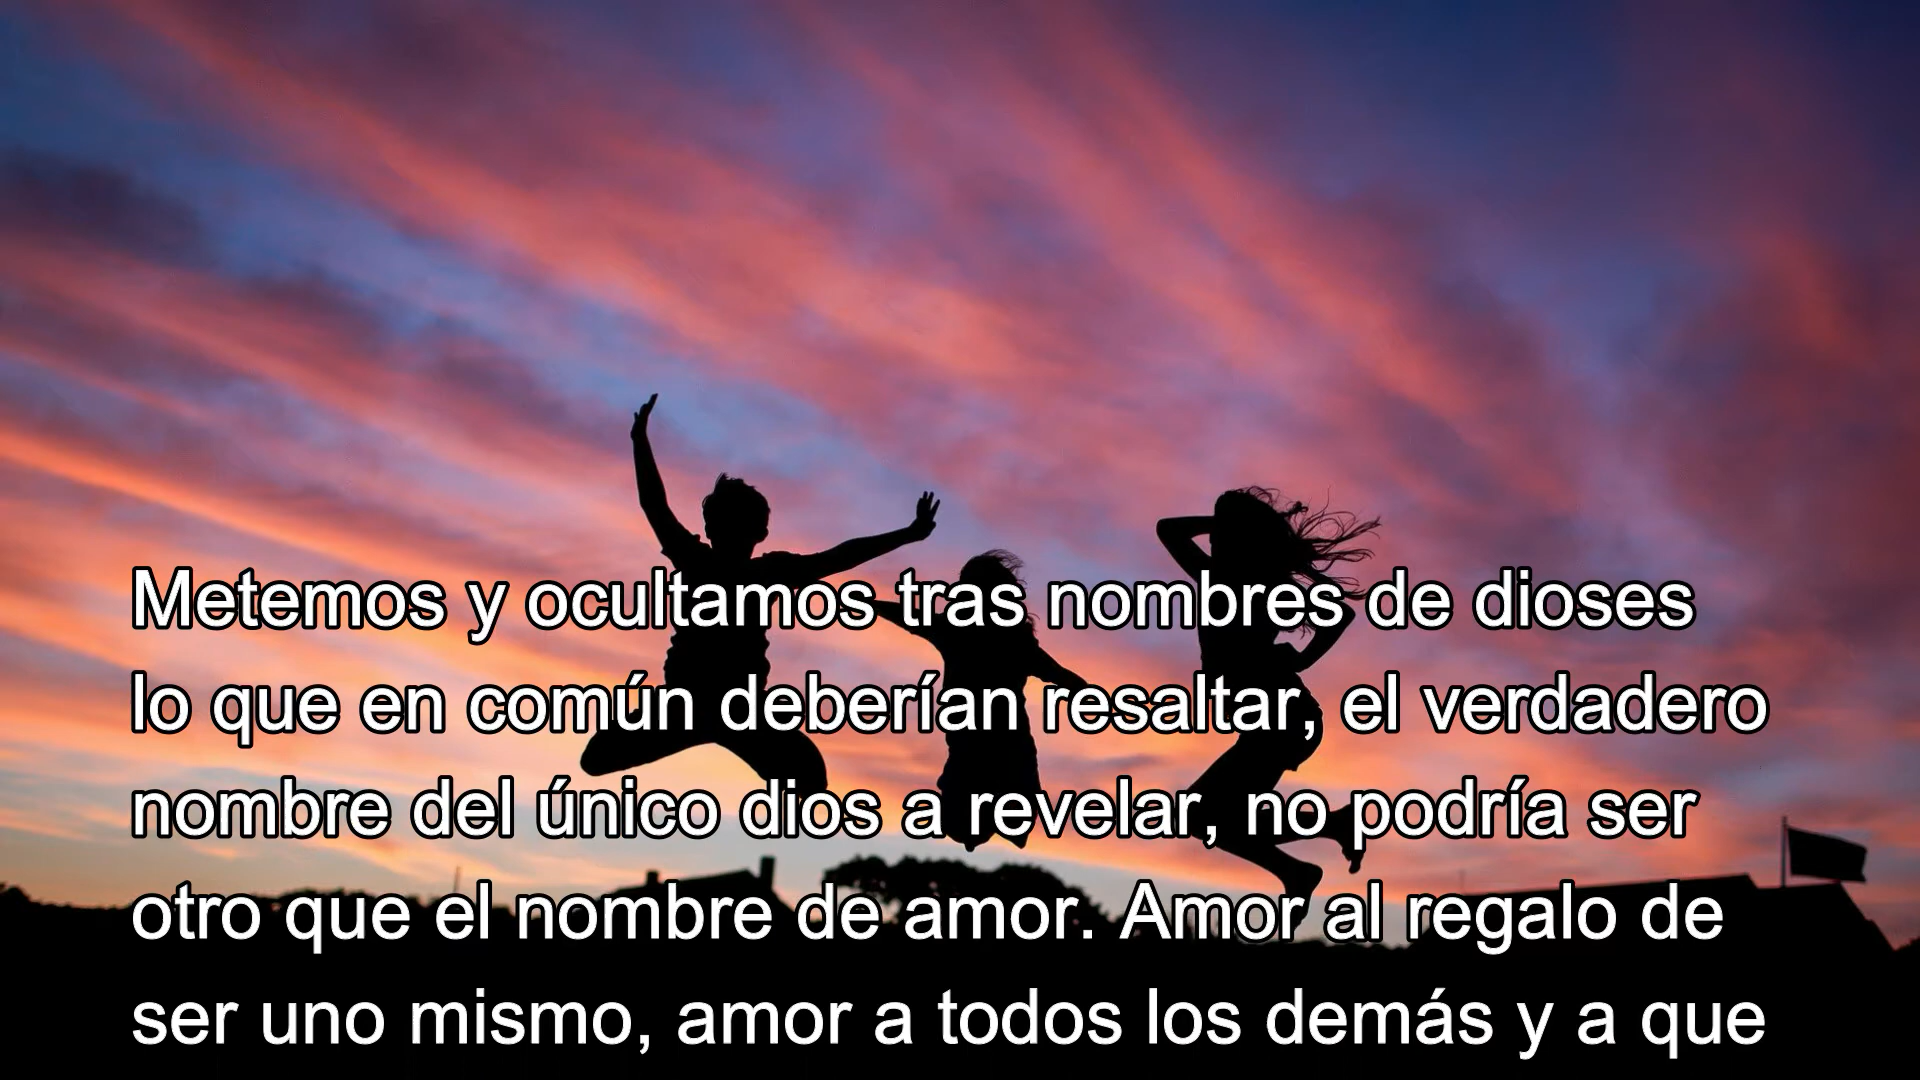 Metemos y ocultamos tras nombres de dioses
lo que en común deberían resaltar, el verdadero
nombre del único dios a revelar, no podría ser
otro que el nombre de amor. Amor al regalo de
ser uno mismo, amor a todos los demás y a que